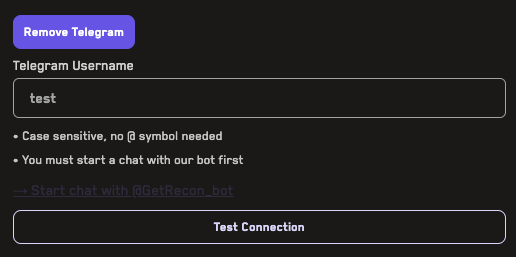 Remove Telegram
Telegram Username
test
• Case sensitive, no @ symbol needed
• You must start a chat with our bot first
→ Start chat with @GetRecon_bot
Test Connection